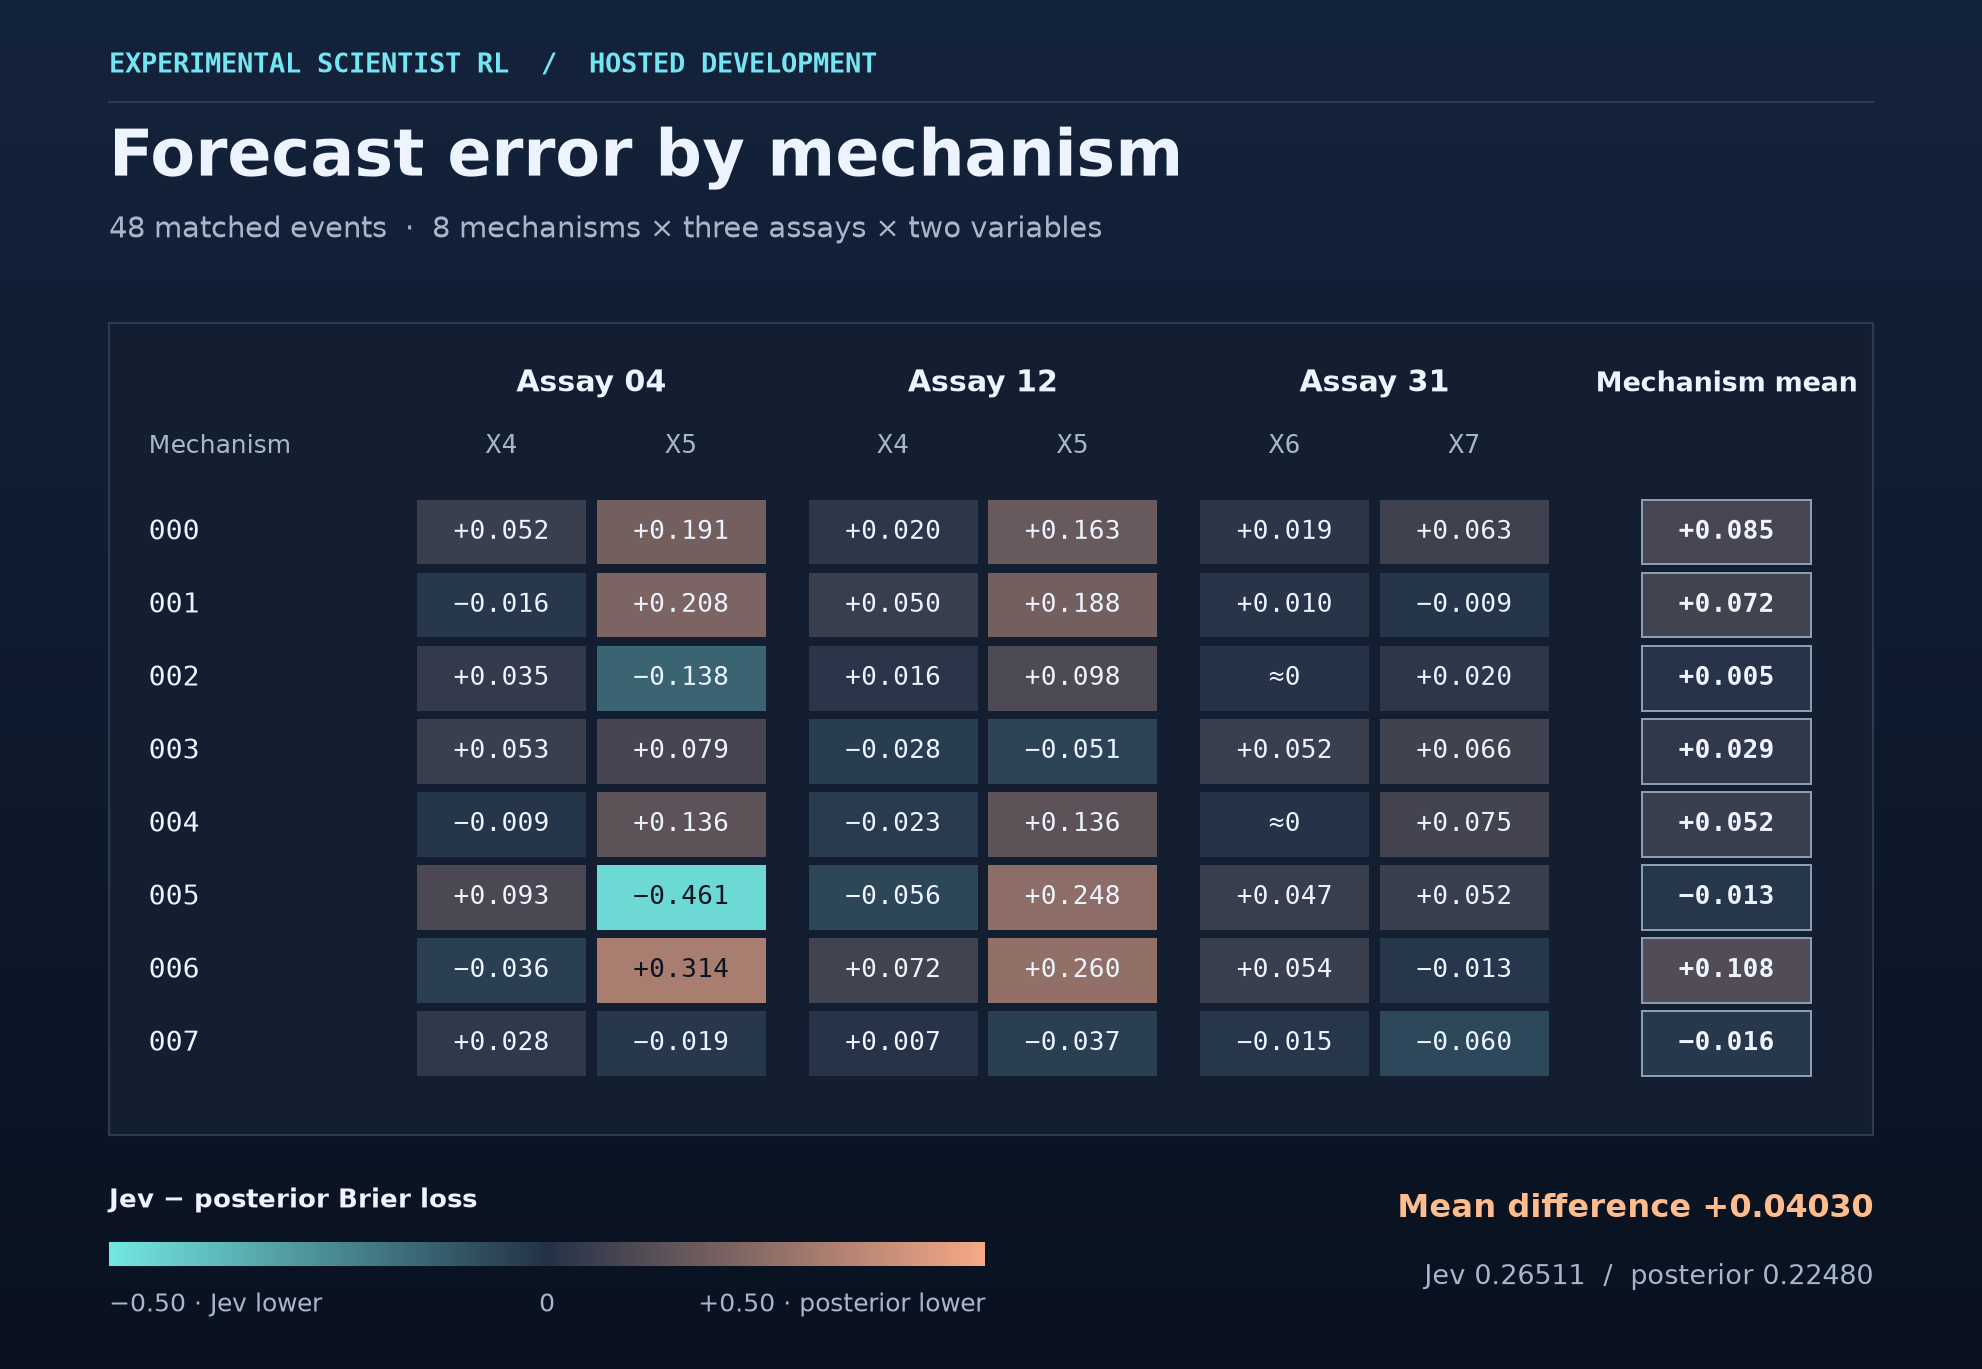 EXPERIMENTAL SCIENTIST RL / HOSTED DEVELOPMENT
Forecast error by mechanism
48 matched events · 8 mechanisms × three assays × two variables
Assay 04 Assay 12 Assay 31 Mechanism mean
Mechanism X4 X5 X4 X5 X6 X7
000 +0.052 +0.191 +0.020 +0.163 +0.019 +0.063 +0.085
001 −0.016 +0.208 +0.050 +0.188 +0.010 −0.009 +0.072
002 +0.035 −0.138 +0.016 +0.098 ≈0 +0.020 +0.005
003 +0.053 +0.079 −0.028 −0.051 +0.052 +0.066 +0.029
004 −0.009 +0.136 −0.023 +0.136 ≈0 +0.075 +0.052
005 +0.093 −0.461 −0.056 +0.248 +0.047 +0.052 −0.013
006 −0.036 +0.314 +0.072 +0.260 +0.054 −0.013 +0.108
007 +0.028 −0.019 +0.007 −0.037 −0.015 −0.060 −0.016
Jev − posterior Brier loss
−0.50 · Jev lower 0 +0.50 · posterior lower
Mean difference +0.04030
Jev 0.26511 / posterior 0.22480